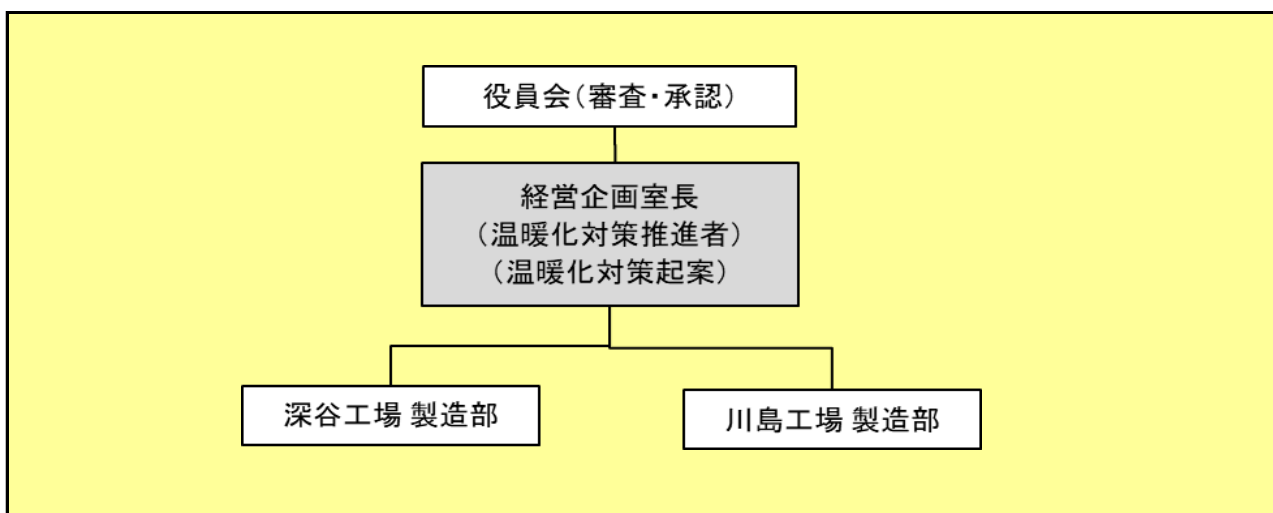 役員会（審査・承認）
経営企画室長
（温暖化対策推進者）
（温暖化対策起案）
深谷工場 製造部
川島工場 製造部